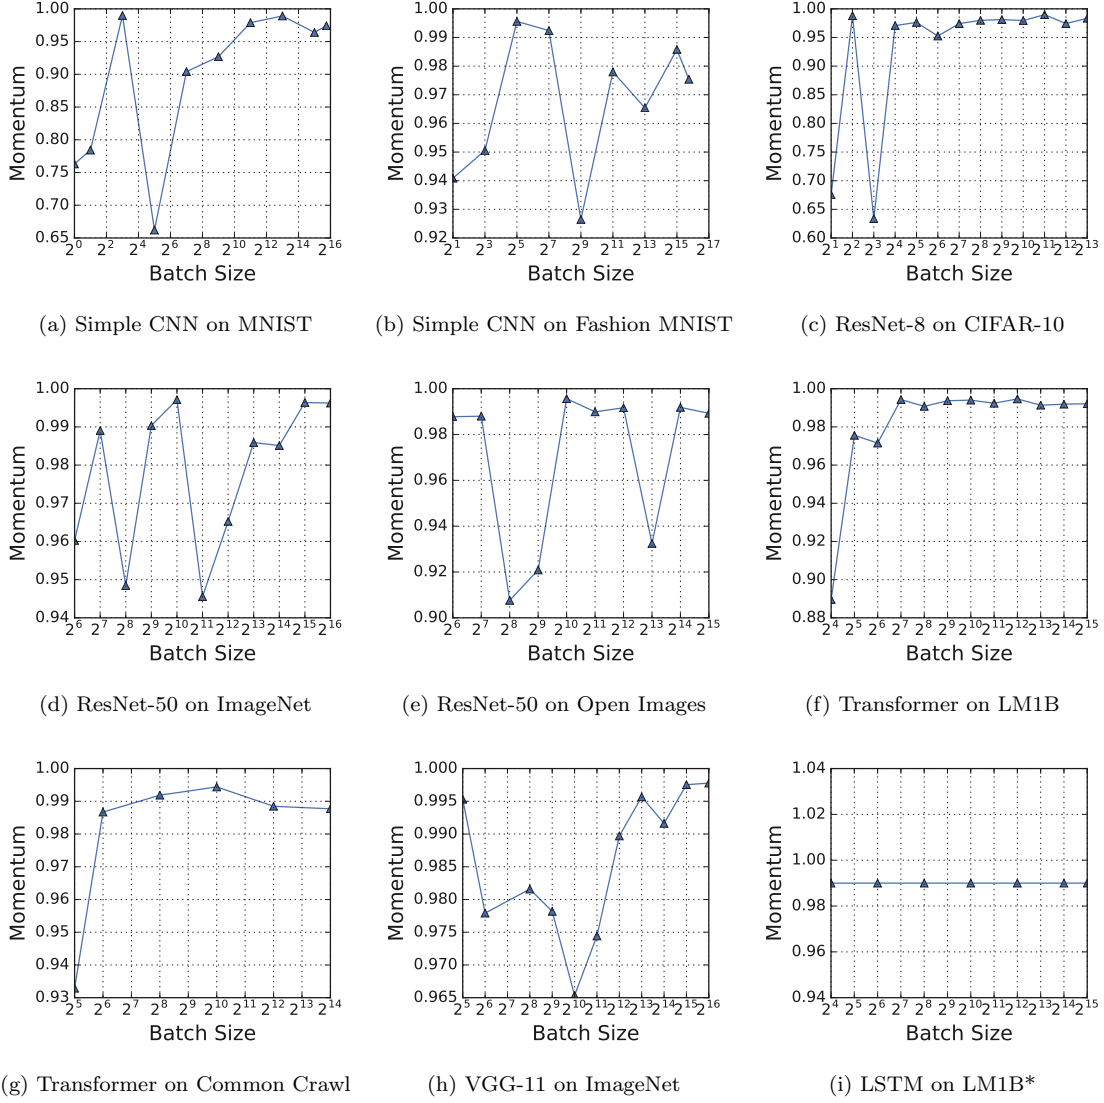 1.00
0.95
0.90
0.85
0.80
0.75
0.70
0.65
Momentum
2^0 2^2 2^4 2^6 2^8 2^10 2^12 2^14 2^16
Batch Size
(a) Simple CNN on MNIST
1.00
0.99
0.98
0.97
0.96
0.95
0.94
0.93
0.92
Momentum
2^1 2^3 2^5 2^7 2^9 2^11 2^13 2^15 2^17
Batch Size
(b) Simple CNN on Fashion MNIST
1.00
0.95
0.90
0.85
0.80
0.75
0.70
0.65
0.60
Momentum
2^1 2^2 2^3 2^4 2^5 2^6 2^7 2^8 2^9 2^10 2^11 2^12 2^13
Batch Size
(c) ResNet-8 on CIFAR-10
1.00
0.99
0.98
0.97
0.96
0.95
0.94
Momentum
2^6 2^7 2^8 2^9 2^10 2^11 2^12 2^13 2^14 2^15 2^16
Batch Size
(d) ResNet-50 on ImageNet
1.00
0.98
0.96
0.94
0.92
0.90
Momentum
2^6 2^7 2^8 2^9 2^10 2^11 2^12 2^13 2^14 2^15
Batch Size
(e) ResNet-50 on Open Images
1.00
0.98
0.96
0.94
0.92
0.90
0.88
Momentum
2^4 2^5 2^6 2^7 2^8 2^9 2^10 2^11 2^12 2^13 2^14 2^15
Batch Size
(f) Transformer on LM1B
1.00
0.99
0.98
0.97
0.96
0.95
0.94
0.93
Momentum
2^5 2^6 2^7 2^8 2^9 2^10 2^11 2^12 2^13 2^14
Batch Size
(g) Transformer on Common Crawl
1.000
0.995
0.990
0.985
0.980
0.975
0.970
0.965
Momentum
2^5 2^6 2^7 2^8 2^9 2^10 2^11 2^12 2^13 2^14 2^15 2^16
Batch Size
(h) VGG-11 on ImageNet
1.04
1.02
1.00
0.98
0.96
0.94
Momentum
2^4 2^5 2^6 2^7 2^8 2^9 2^10 2^11 2^12 2^13 2^14 2^15
Batch Size
(i) LSTM on LM1B*